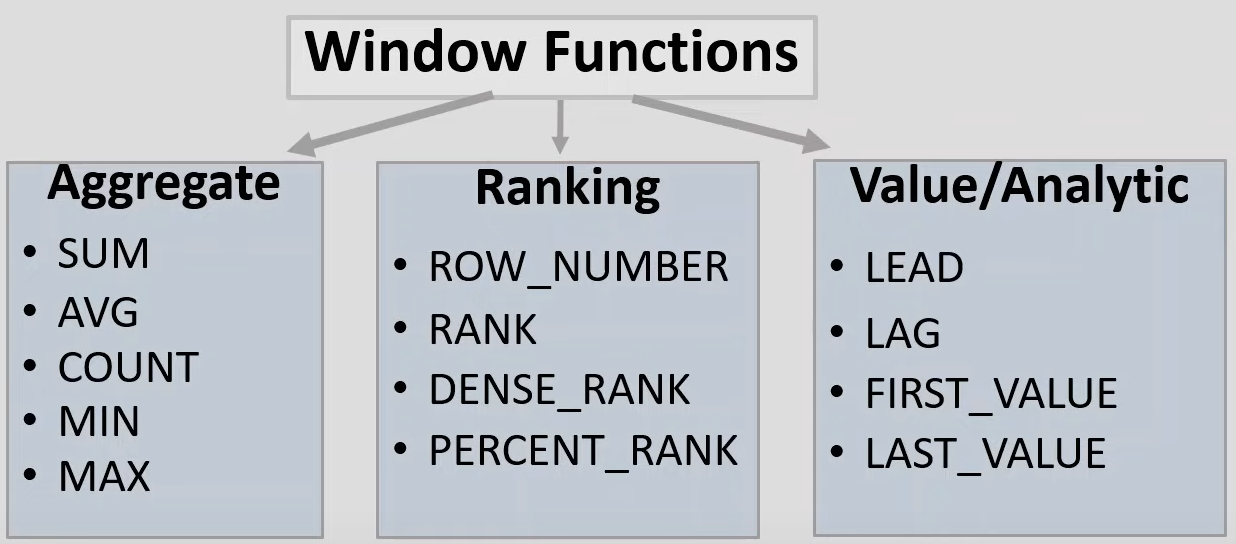 Window Functions
Aggregate
• SUM
• AVG
• COUNT
• MIN
• MAX
Ranking
• ROW_NUMBER
• RANK
• DENSE_RANK
• PERCENT_RANK
Value/Analytic
• LEAD
• LAG
• FIRST_VALUE
• LAST_VALUE